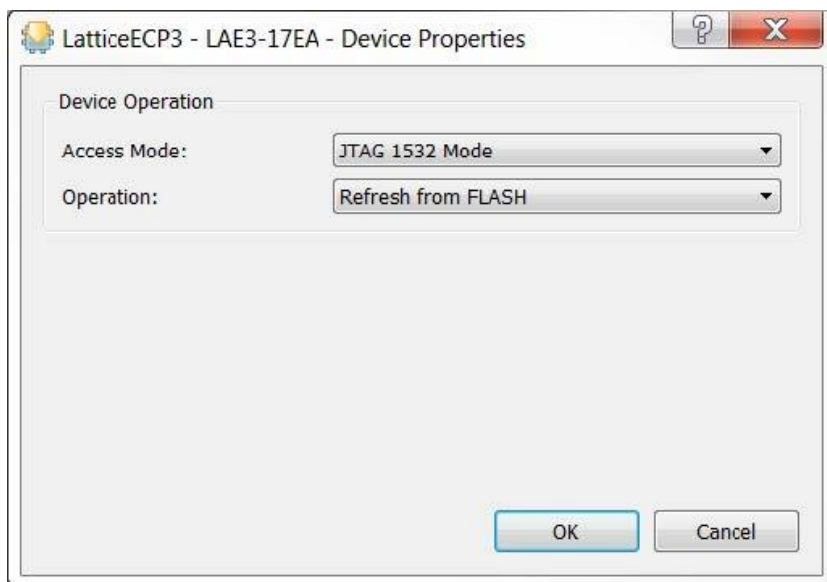 LatticeECP3 - LAE3-17EA - Device Properties
Device Operation
Access Mode: JTAG 1532 Mode
Operation: Refresh from FLASH
OK Cancel